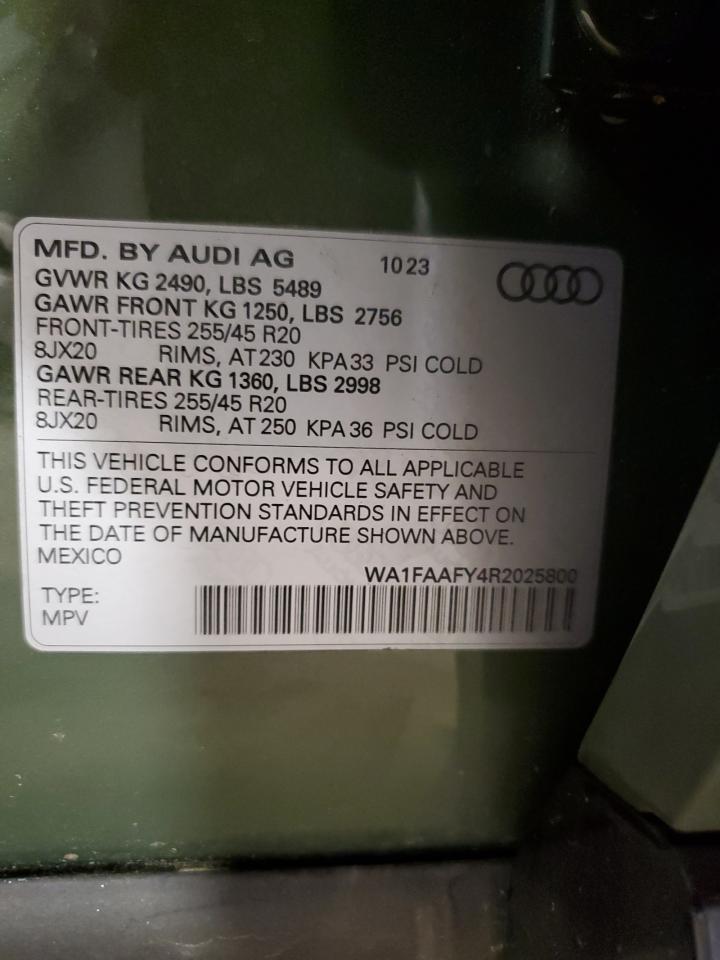 MFD. BY AUDI AG 10 23
GVWR KG 2490, LBS 5489
GAWR FRONT KG 1250, LBS 2756
FRONT-TIRES 255/45 R20
8JX20 RIMS, AT 230 KPA 33 PSI COLD
GAWR REAR KG 1360, LBS 2998
REAR-TIRES 255/45 R20
8JX20 RIMS, AT 250 KPA 36 PSI COLD
THIS VEHICLE CONFORMS TO ALL APPLICABLE
U.S. FEDERAL MOTOR VEHICLE SAFETY AND
THEFT PREVENTION STANDARDS IN EFFECT ON
THE DATE OF MANUFACTURE SHOWN ABOVE.
MEXICO
WA1FAAFY4R2025800
TYPE:
MPV